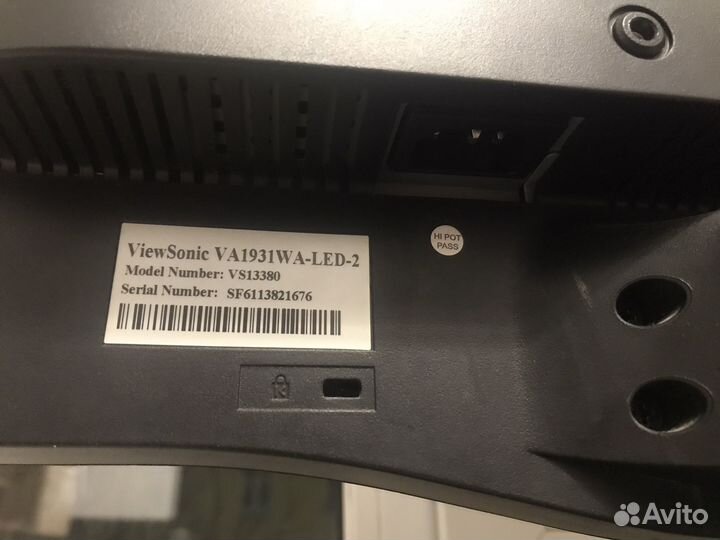 ViewSonic VA1931WA-LED-2
Model Number: VS13380
Serial Number: SF6113821676
HI POT
PASS
K
Avito